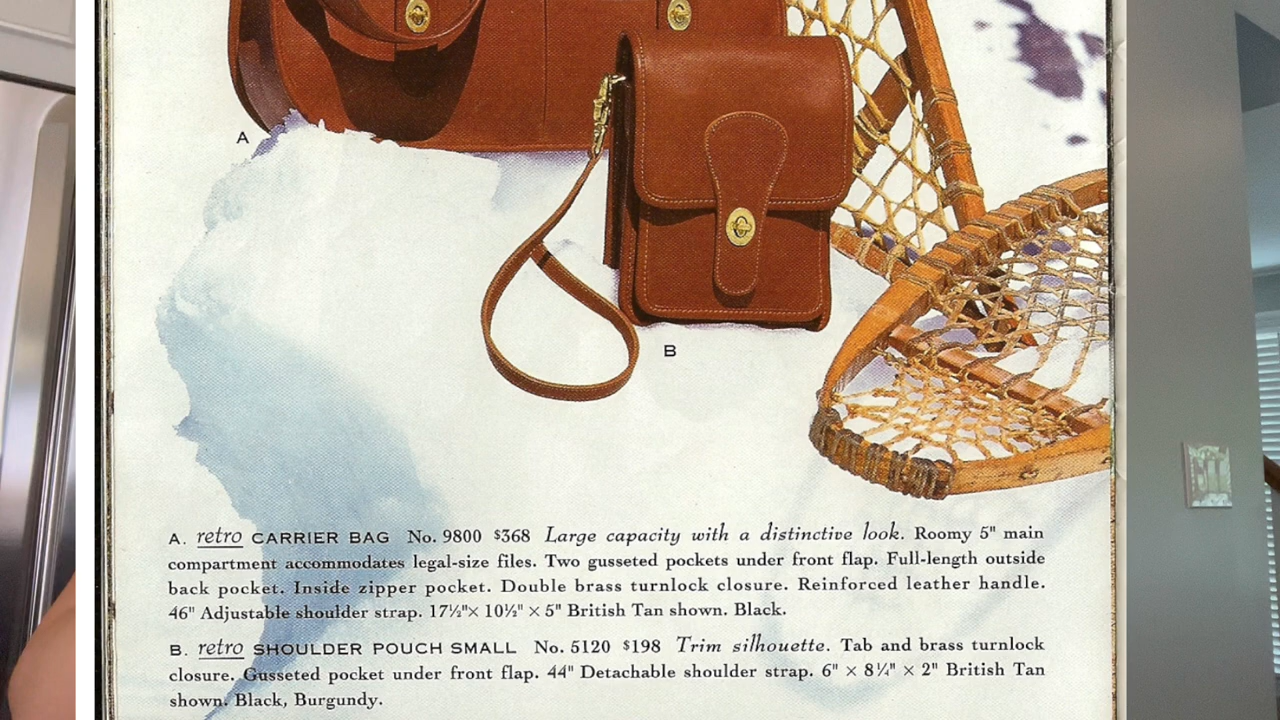 A
B
A. retro CARRIER BAG No. 9800 $368 Large capacity with a distinctive look. Roomy 5" main
compartment accommodates legal-size files. Two gusseted pockets under front flap. Full-length outside
back pocket. Inside zipper pocket. Double brass turnlock closure. Reinforced leather handle.
46" Adjustable shoulder strap. 17½" × 10½" × 5" British Tan shown. Black.
B. retro SHOULDER POUCH SMALL No. 5120 $198 Trim silhouette. Tab and brass turnlock
closure. Gusseted pocket under front flap. 44" Detachable shoulder strap. 6" × 8¼" × 2" British Tan
shown. Black, Burgundy.